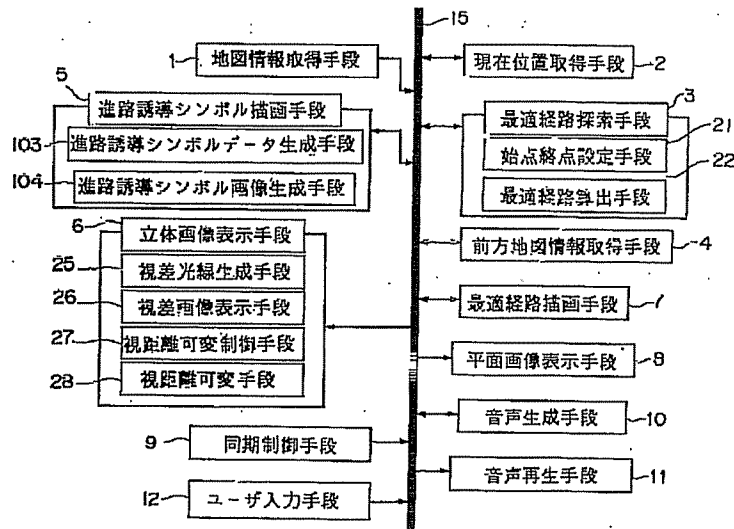 15
1
地図情報取得手段
現在位置取得手段
2
5
進路誘導シンボル描画手段
103
進路誘導シンボルデータ生成手段
104
進路誘導シンボル画像生成手段
3
最適経路探索手段
21
始点終点設定手段
22
最適経路算出手段
6
立体画像表示手段
25
視差光線生成手段
26
視差画像表示手段
27
視距離可変制御手段
28
視距離可変手段
前方地図情報取得手段
4
最適経路描画手段
7
平面画像表示手段
8
9
同期制御手段
音声生成手段
10
12
ユーザ入力手段
音声再生手段
11